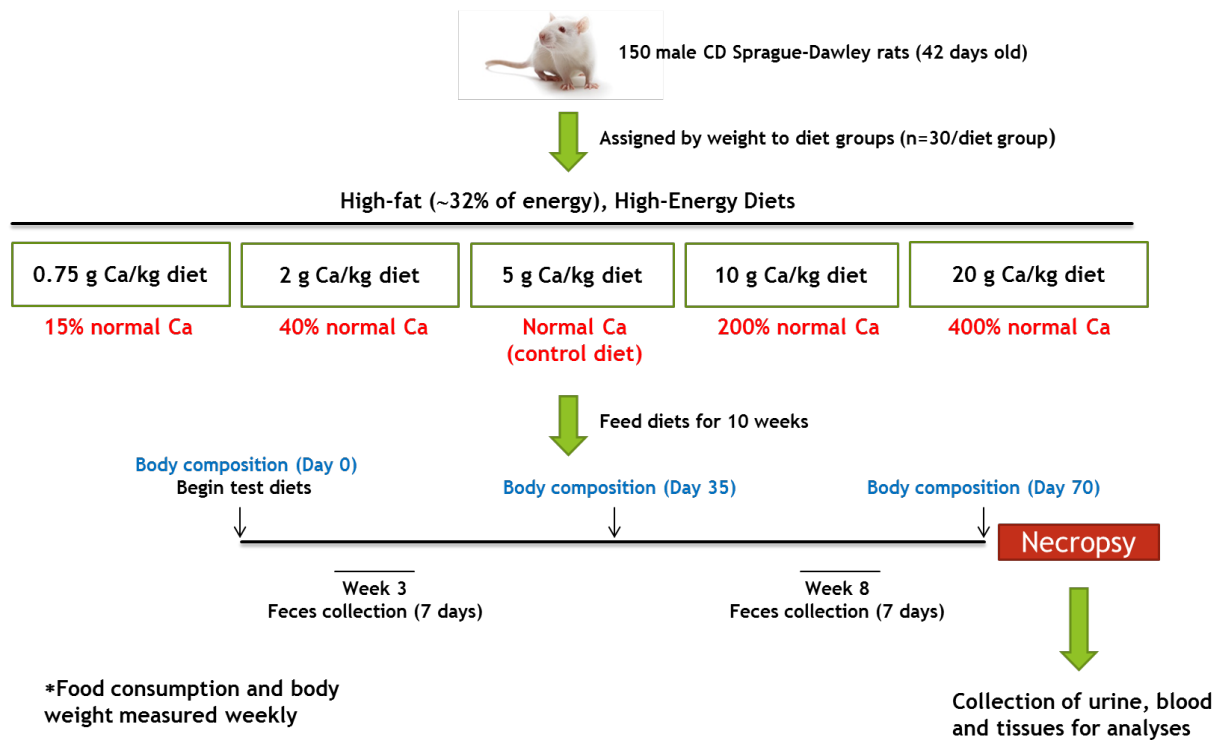 150 male CD Sprague-Dawley rats (42 days old)
Assigned by weight to diet groups (n=30/diet group)
High-fat (~32% of energy), High-Energy Diets
0.75 g Ca/kg diet
2 g Ca/kg diet
5 g Ca/kg diet
10 g Ca/kg diet
20 g Ca/kg diet
15% normal Ca
40% normal Ca
Normal Ca
(control diet)
200% normal Ca
400% normal Ca
Feed diets for 10 weeks
Body composition (Day 0)
Begin test diets
Body composition (Day 35)
Body composition (Day 70)
Necropsy
Week 3
Feces collection (7 days)
Week 8
Feces collection (7 days)
*Food consumption and body
weight measured weekly
Collection of urine, blood
and tissues for analyses